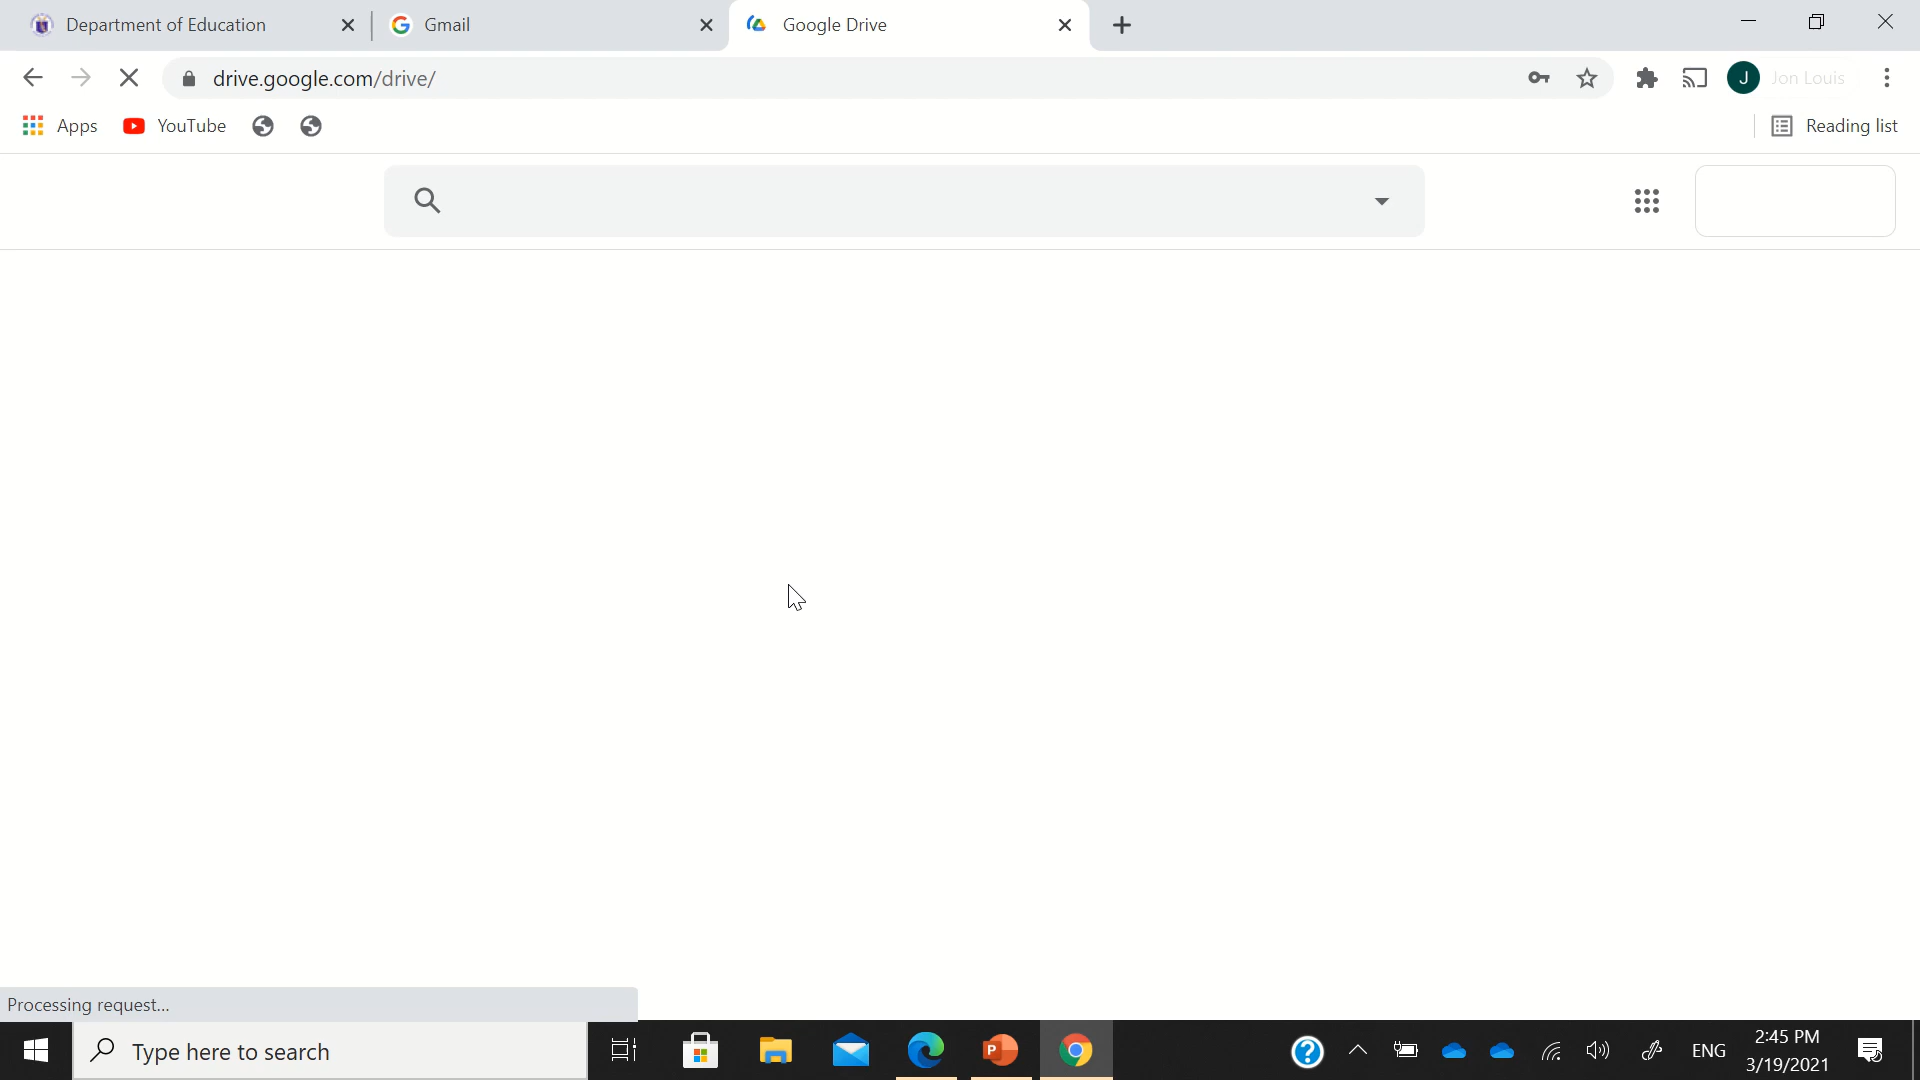 Department of Education
Gmail
Google Drive
drive.google.com/drive/
J
Jon Louis
Apps
YouTube
Reading list
Processing request...
Type here to search
P
?
ENG
2:45 PM
3/19/2021